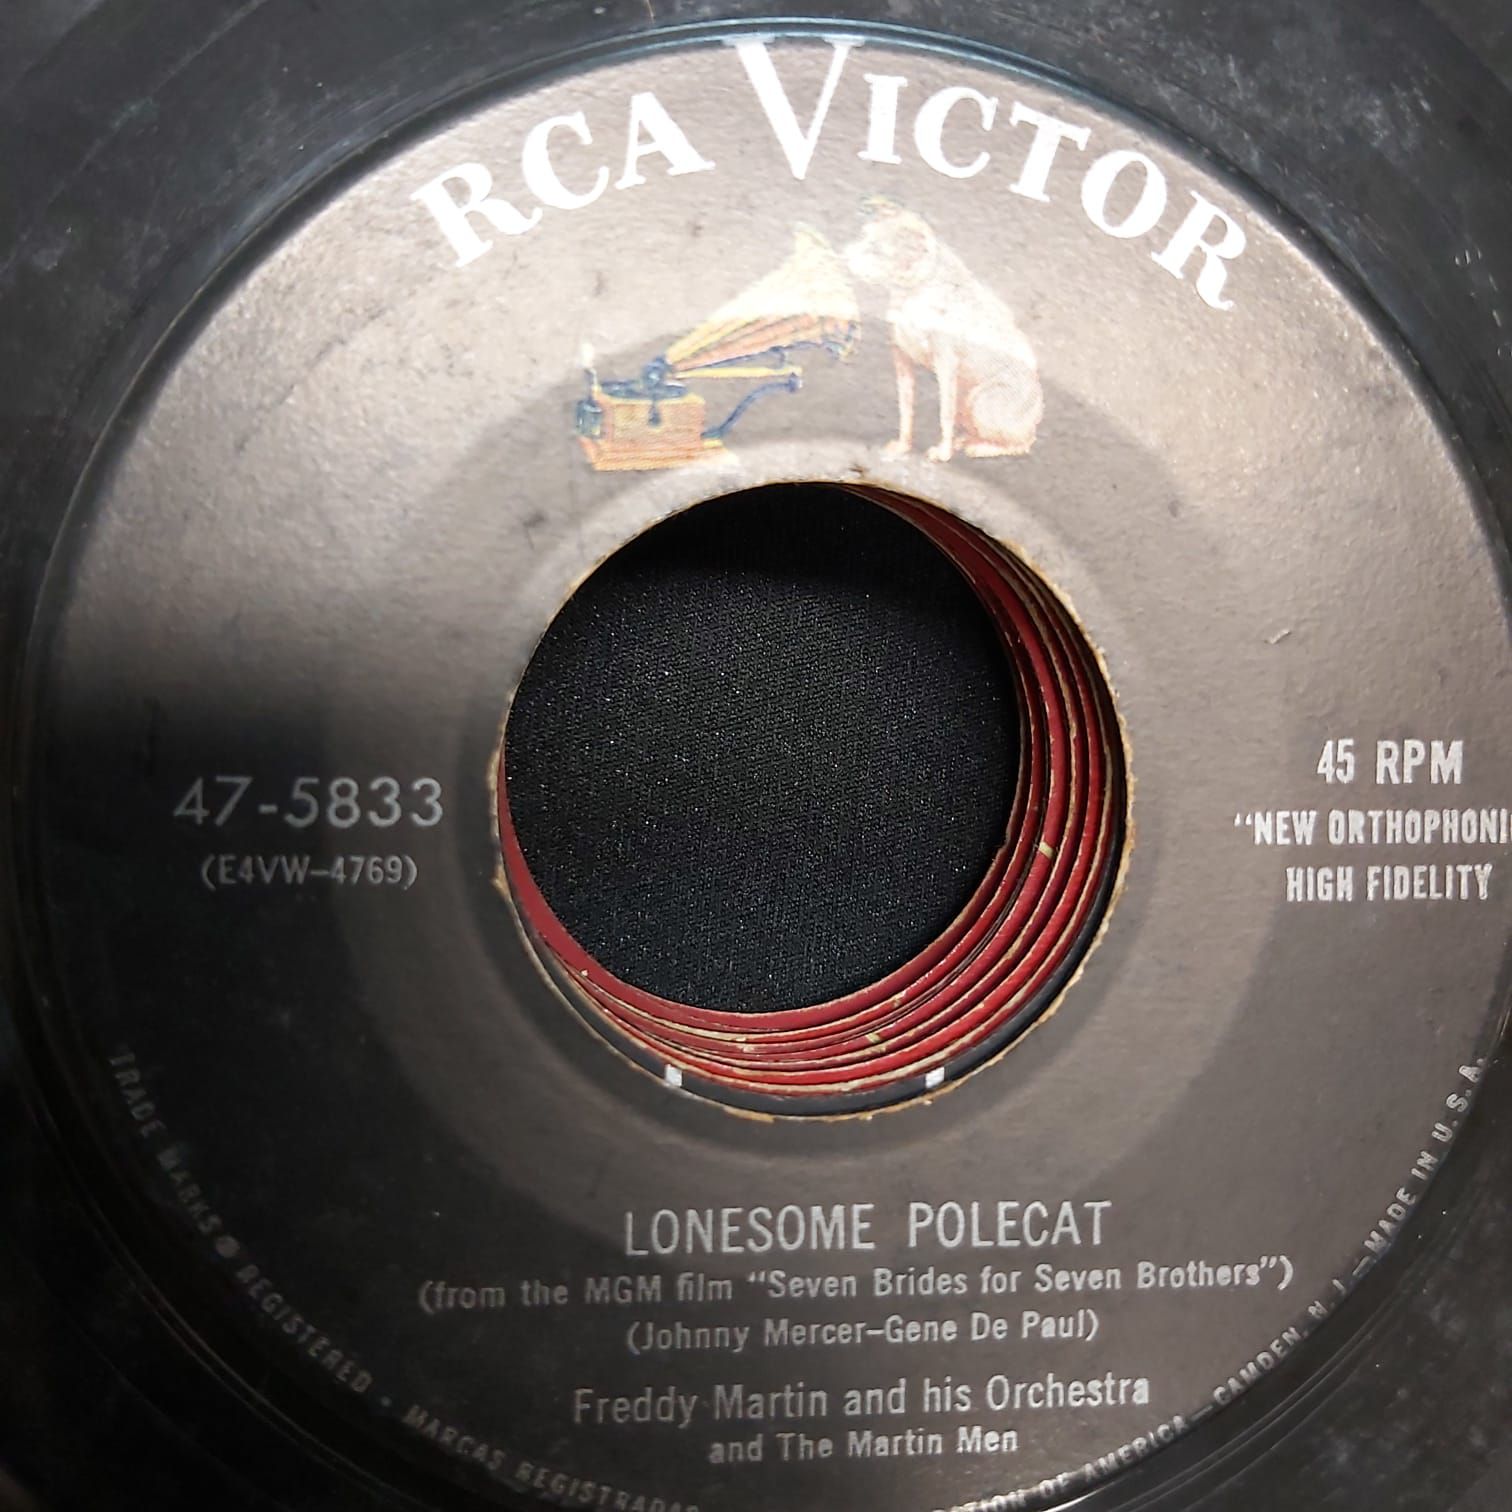 RCA VICTOR
47-5833
(E4VW-4769)
45 RPM
"NEW ORTHOPHONI
HIGH FIDELITY
LONESOME POLECAT
(from the MGM film "Seven Brides for Seven Brothers")
(Johnny Mercer-Gene De Paul)
Freddy Martin and his Orchestra
and The Martin Men
TRADE MARKS ® REGISTERED • MARCAS REGISTRADAS
OF AMERICA—CAMDEN, N. J.—MADE IN U. S. A.